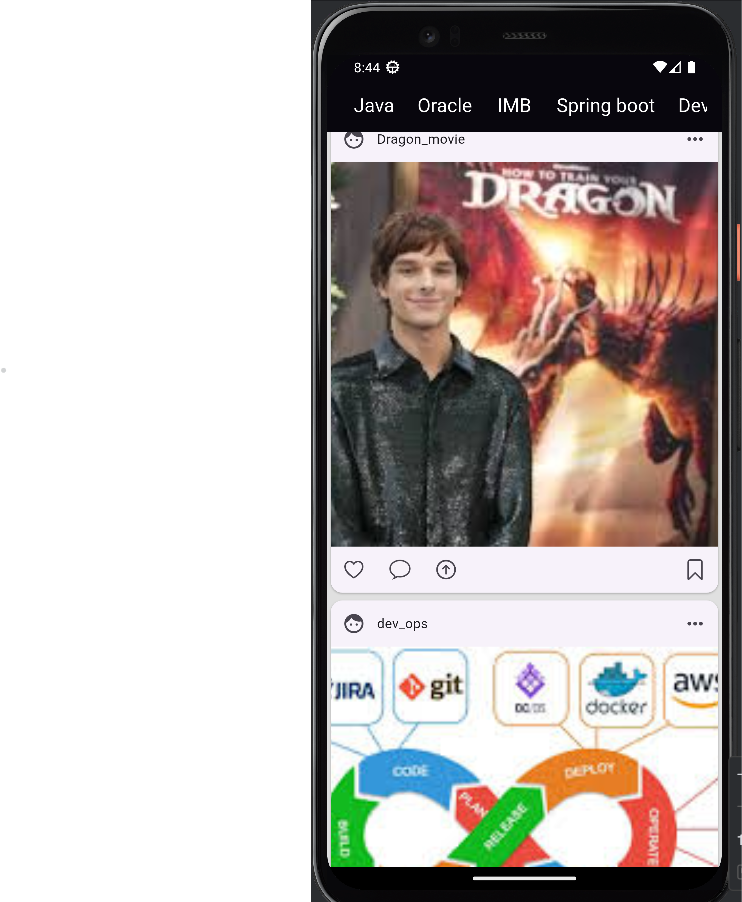 8:44
Java Oracle IMB Spring boot Dev
Dragon_movie
HOW TO TRAIN YOUR
DRAGON
dev_ops
JIRA git DC/OS docker aws
CODE DEPLOY
PLAN
RELEASE
BUILD OPERATE